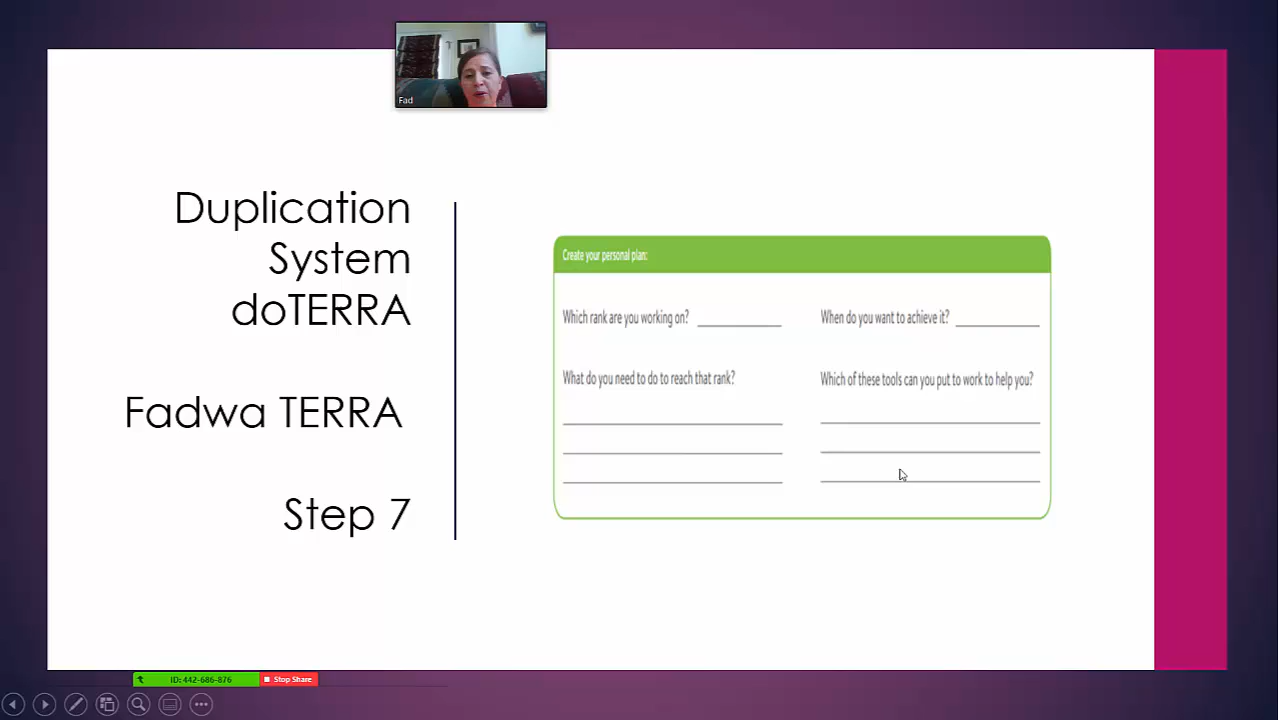 Fad
Duplication
System
doTERRA
Fadwa TERRA
Step 7
Create your personal plan:
Which rank are you working on?
When do you want to achieve it?
What do you need to do to reach that rank?
Which of these tools can you put to work to help you?
ID: 442-686-876
Stop Share